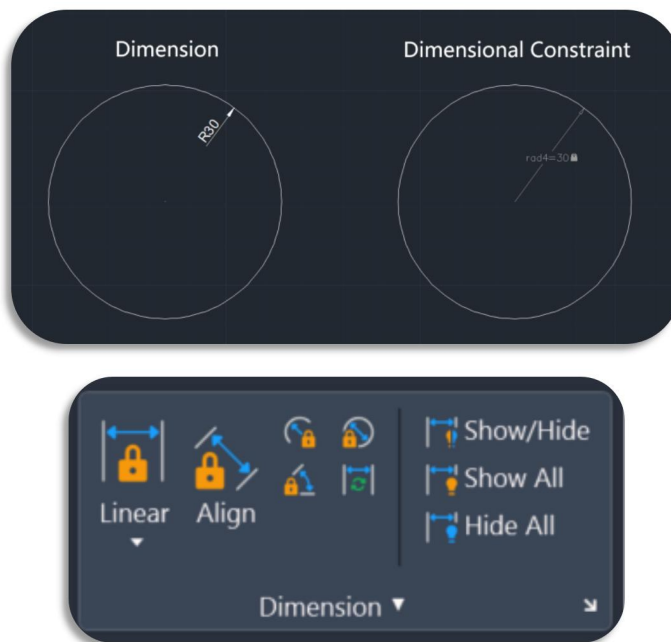 Dimension
Dimensional Constraint
R30
rad4=30
Linear
Align
Show/Hide
Show All
Hide All
Dimension